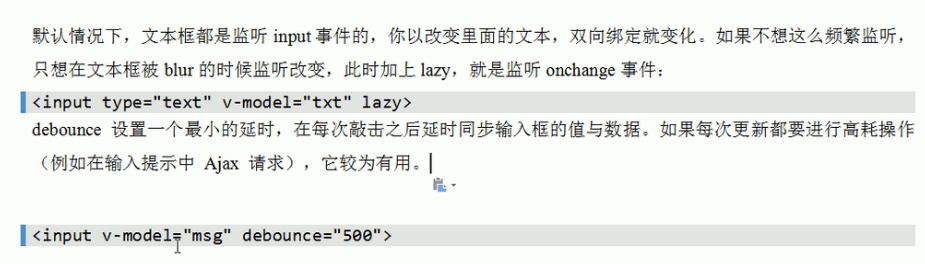 默认情况下，文本框都是监听 input 事件的，你以改变里面的文本，双向绑定就变化。如果不想这么频繁监听，
只想在文本框被 blur 的时候监听改变，此时加上 lazy，就是监听 onchange 事件：
<input type="text" v-model="txt" lazy>
debounce 设置一个最小的延时，在每次敲击之后延时同步输入框的值与数据。如果每次更新都要进行高耗操作
（例如在输入提示中 Ajax 请求），它较为有用。
<input v-model="msg" debounce="500">